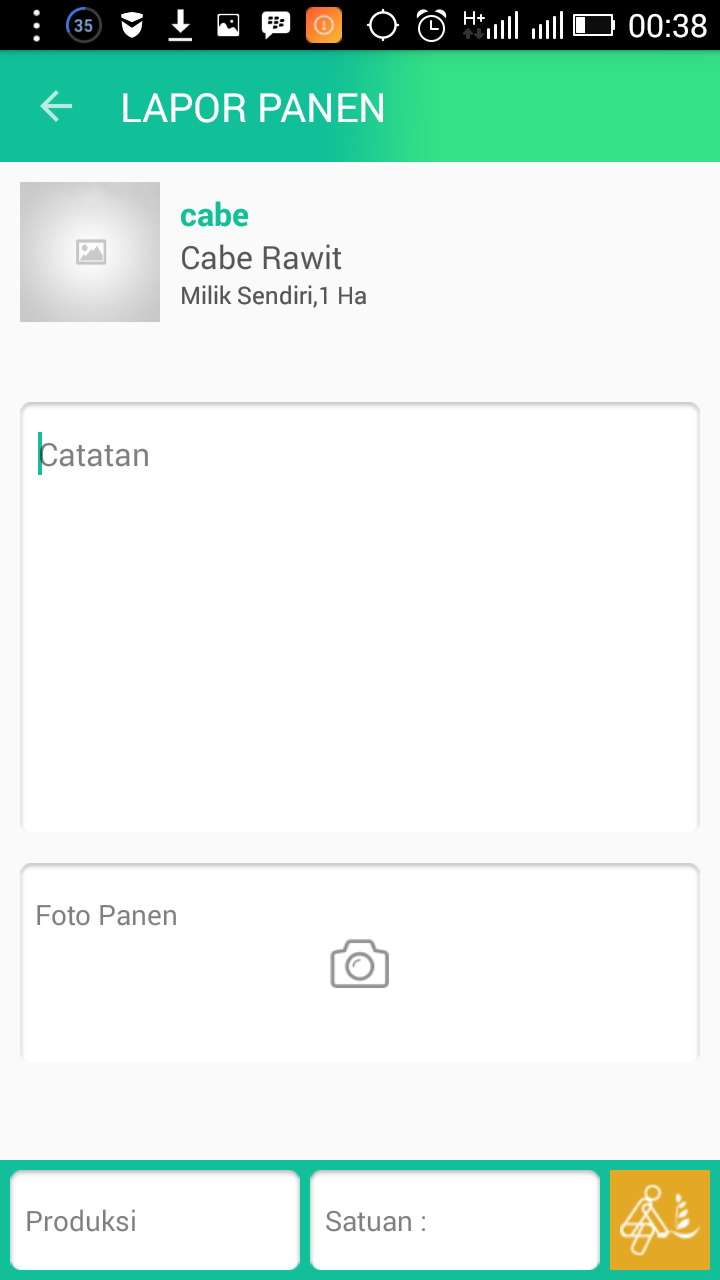 35
H+
00:38
LAPOR PANEN
cabe
Cabe Rawit
Milik Sendiri,1 Ha
Catatan
Foto Panen
Produksi
Satuan :